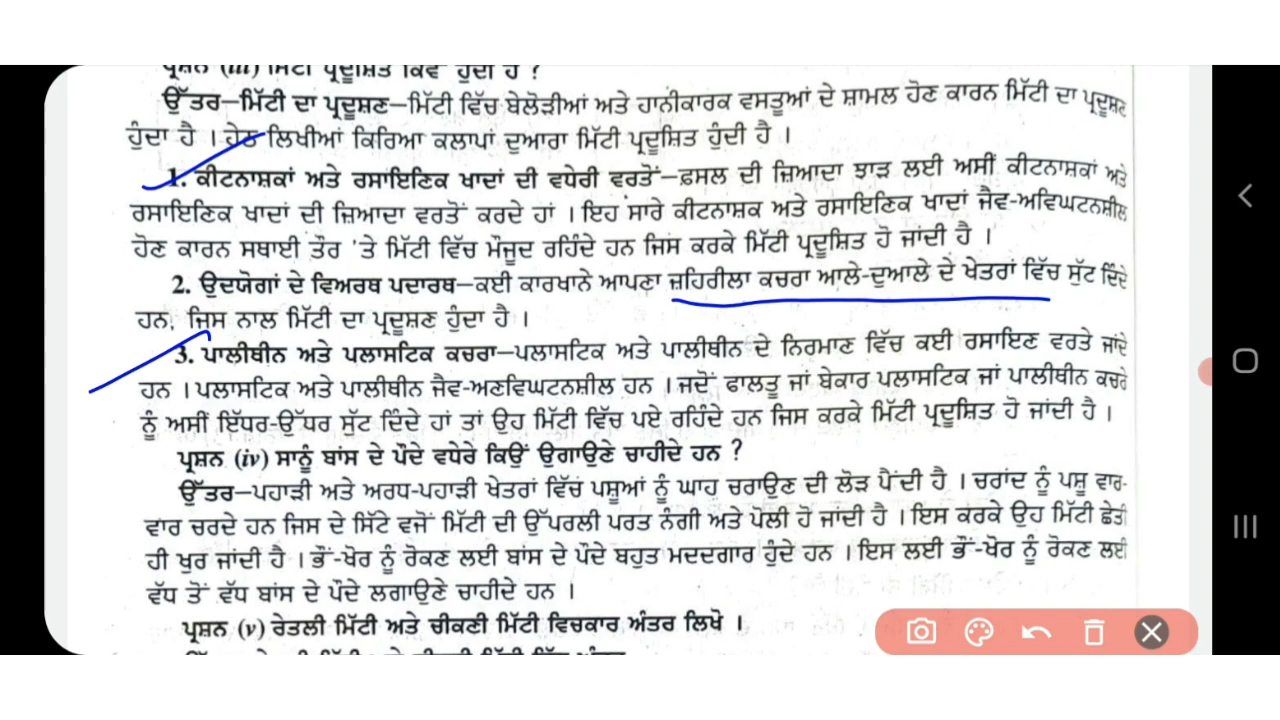 ਪ੍ਰਸ਼ਨ (iii) ਮਿੱਟੀ ਪ੍ਰਦੂਸ਼ਿਤ ਕਿਵੇਂ ਹੁੰਦੀ ਹੈ ?
ਉੱਤਰ–ਮਿੱਟੀ ਦਾ ਪ੍ਰਦੂਸ਼ਣ–ਮਿੱਟੀ ਵਿੱਚ ਬੇਲੋੜੀਆਂ ਅਤੇ ਹਾਨੀਕਾਰਕ ਵਸਤੂਆਂ ਦੇ ਸ਼ਾਮਲ ਹੋਣ ਕਾਰਨ ਮਿੱਟੀ ਦਾ ਪ੍ਰਦੂਸ਼ਣ
ਹੁੰਦਾ ਹੈ । ਹੇਠ ਲਿਖੀਆਂ ਕਿਰਿਆ ਕਲਾਪਾਂ ਦੁਆਰਾ ਮਿੱਟੀ ਪ੍ਰਦੂਸ਼ਿਤ ਹੁੰਦੀ ਹੈ ।
1. ਕੀਟਨਾਸ਼ਕਾਂ ਅਤੇ ਰਸਾਇਣਿਕ ਖਾਦਾਂ ਦੀ ਵਧੇਰੀ ਵਰਤੋਂ–ਫ਼ਸਲ ਦੀ ਜ਼ਿਆਦਾ ਝਾੜ ਲਈ ਅਸੀਂ ਕੀਟਨਾਸ਼ਕਾਂ ਅਤੇ
ਰਸਾਇਣਿਕ ਖਾਦਾਂ ਦੀ ਜ਼ਿਆਦਾ ਵਰਤੋਂ ਕਰਦੇ ਹਾਂ । ਇਹ ਸਾਰੇ ਕੀਟਨਾਸ਼ਕ ਅਤੇ ਰਸਾਇਣਿਕ ਖਾਦਾਂ ਜੈਵ-ਅਵਿਘਟਨਸ਼ੀਲ
ਹੋਣ ਕਾਰਨ ਸਥਾਈ ਤੌਰ 'ਤੇ ਮਿੱਟੀ ਵਿੱਚ ਮੌਜੂਦ ਰਹਿੰਦੇ ਹਨ ਜਿਸ ਕਰਕੇ ਮਿੱਟੀ ਪ੍ਰਦੂਸ਼ਿਤ ਹੋ ਜਾਂਦੀ ਹੈ ।
2. ਉਦਯੋਗਾਂ ਦੇ ਵਿਅਰਥ ਪਦਾਰਥ–ਕਈ ਕਾਰਖਾਨੇ ਆਪਣਾ ਜ਼ਹਿਰੀਲਾ ਕਚਰਾ ਆਲੇ-ਦੁਆਲੇ ਦੇ ਖੇਤਰਾਂ ਵਿੱਚ ਸੁੱਟ ਦਿੰਦੇ
ਹਨ, ਜਿਸ ਨਾਲ ਮਿੱਟੀ ਦਾ ਪ੍ਰਦੂਸ਼ਣ ਹੁੰਦਾ ਹੈ ।
3. ਪਾਲੀਥੀਨ ਅਤੇ ਪਲਾਸਟਿਕ ਕਚਰਾ–ਪਲਾਸਟਿਕ ਅਤੇ ਪਾਲੀਥੀਨ ਦੇ ਨਿਰਮਾਣ ਵਿੱਚ ਕਈ ਰਸਾਇਣ ਵਰਤੇ ਜਾਂਦੇ
ਹਨ । ਪਲਾਸਟਿਕ ਅਤੇ ਪਾਲੀਥੀਨ ਜੈਵ-ਅਣਵਿਘਟਨਸ਼ੀਲ ਹਨ । ਜਦੋਂ ਫਾਲਤੂ ਜਾਂ ਬੇਕਾਰ ਪਲਾਸਟਿਕ ਜਾਂ ਪਾਲੀਥੀਨ ਕਚਰੇ
ਨੂੰ ਅਸੀਂ ਇੱਧਰ-ਉੱਧਰ ਸੁੱਟ ਦਿੰਦੇ ਹਾਂ ਤਾਂ ਉਹ ਮਿੱਟੀ ਵਿੱਚ ਪਏ ਰਹਿੰਦੇ ਹਨ ਜਿਸ ਕਰਕੇ ਮਿੱਟੀ ਪ੍ਰਦੂਸ਼ਿਤ ਹੋ ਜਾਂਦੀ ਹੈ ।
ਪ੍ਰਸ਼ਨ (iv) ਸਾਨੂੰ ਬਾਂਸ ਦੇ ਪੌਦੇ ਵਧੇਰੇ ਕਿਉਂ ਉਗਾਉਣੇ ਚਾਹੀਦੇ ਹਨ ?
ਉੱਤਰ–ਪਹਾੜੀ ਅਤੇ ਅਰਧ-ਪਹਾੜੀ ਖੇਤਰਾਂ ਵਿੱਚ ਪਸ਼ੂਆਂ ਨੂੰ ਘਾਹ ਚਰਾਉਣ ਦੀ ਲੋੜ ਪੈਂਦੀ ਹੈ । ਚਰਾਂਦ ਨੂੰ ਪਸ਼ੂ ਵਾਰ-
ਵਾਰ ਚਰਦੇ ਹਨ ਜਿਸ ਦੇ ਸਿੱਟੇ ਵਜੋਂ ਮਿੱਟੀ ਦੀ ਉੱਪਰਲੀ ਪਰਤ ਨੰਗੀ ਅਤੇ ਪੋਲੀ ਹੋ ਜਾਂਦੀ ਹੈ । ਇਸ ਕਰਕੇ ਉਹ ਮਿੱਟੀ ਛੇਤੀ
ਹੀ ਖੁਰ ਜਾਂਦੀ ਹੈ । ਭੌਂ-ਖੋਰ ਨੂੰ ਰੋਕਣ ਲਈ ਬਾਂਸ ਦੇ ਪੌਦੇ ਬਹੁਤ ਮਦਦਗਾਰ ਹੁੰਦੇ ਹਨ । ਇਸ ਲਈ ਭੌਂ-ਖੋਰ ਨੂੰ ਰੋਕਣ ਲਈ
ਵੱਧ ਤੋਂ ਵੱਧ ਬਾਂਸ ਦੇ ਪੌਦੇ ਲਗਾਉਣੇ ਚਾਹੀਦੇ ਹਨ ।
ਪ੍ਰਸ਼ਨ (v) ਰੇਤਲੀ ਮਿੱਟੀ ਅਤੇ ਚੀਕਣੀ ਮਿੱਟੀ ਵਿਚਕਾਰ ਅੰਤਰ ਲਿਖੋ ।